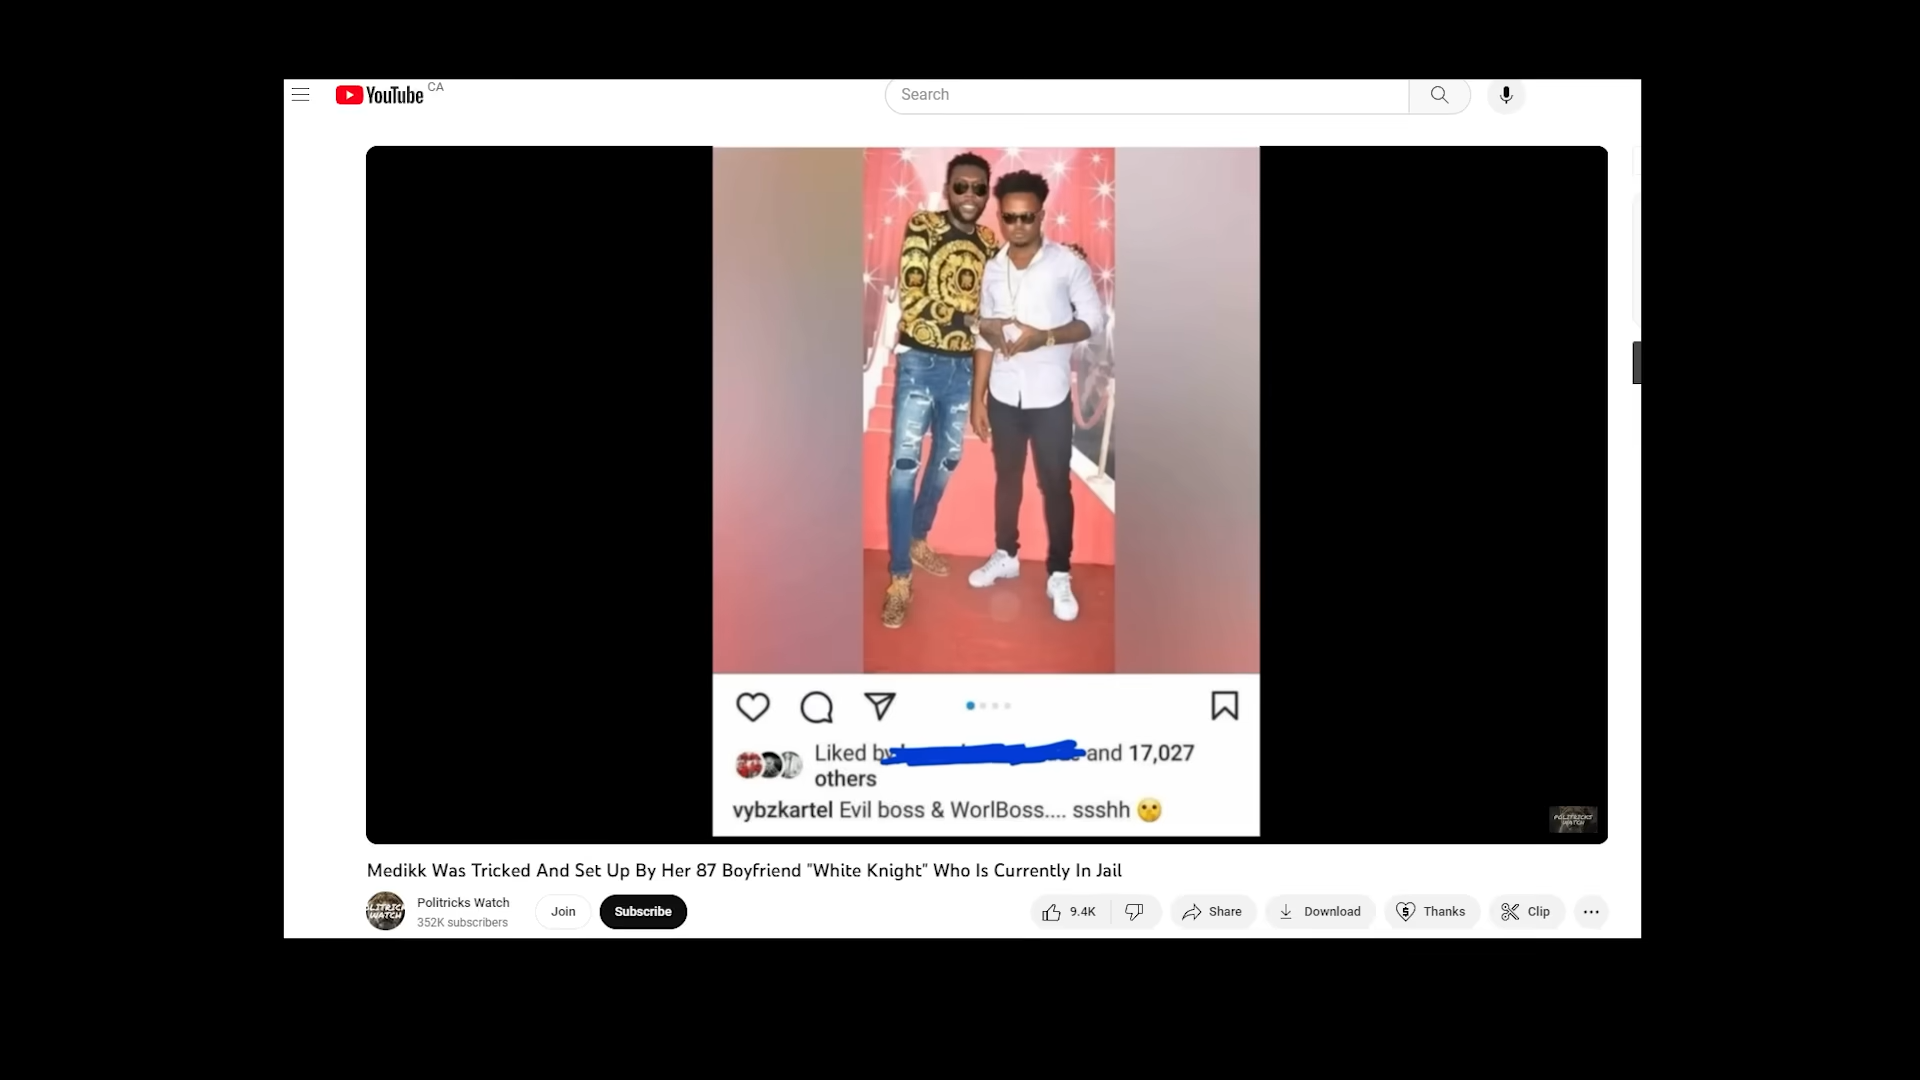 YouTube CA
Search
Liked by and 17,027
others
vybzkartel Evil boss & WorlBoss.... ssshh 🤫
POLITRICKS
WATCH
Medikk Was Tricked And Set Up By Her 87 Boyfriend "White Knight" Who Is Currently In Jail
Politricks Watch
352K subscribers
Join
Subscribe
9.4K
Share
Download
Thanks
Clip